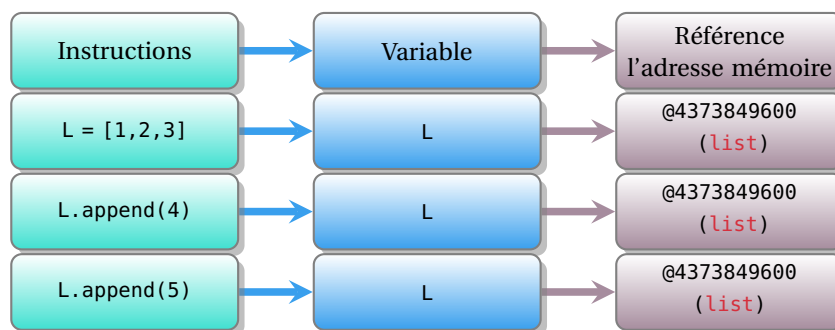 Instructions
Variable
Référence
l'adresse mémoire
L = [1,2,3]
L
@4373849600
(list)
L.append(4)
L
@4373849600
(list)
L.append(5)
L
@4373849600
(list)